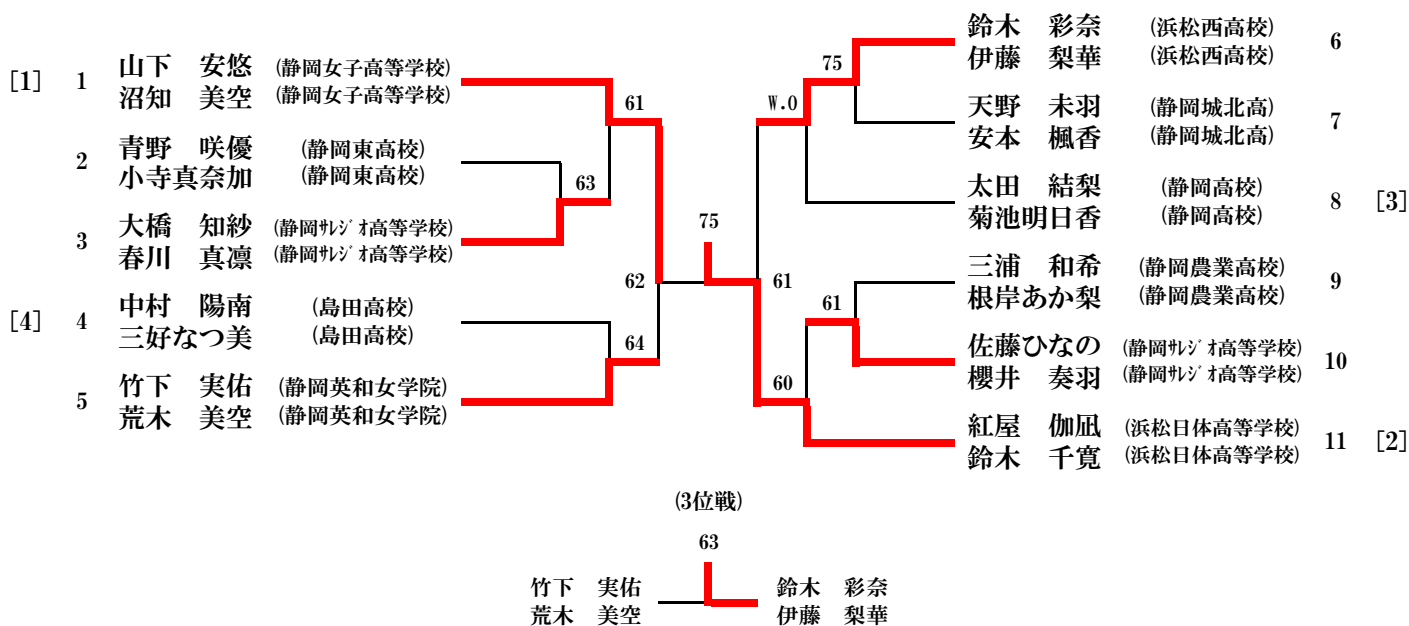 [1] 1 山下 安悠 (静岡女子高等学校)
沼知 美空 (静岡女子高等学校)
2 青野 咲優 (静岡東高校)
小寺真奈加 (静岡東高校)
3 大橋 知紗 (静岡ｻﾚｼﾞｵ高等学校)
春川 真凛 (静岡ｻﾚｼﾞｵ高等学校)
[4] 4 中村 陽南 (島田高校)
三好なつ美 (島田高校)
5 竹下 実佑 (静岡英和女学院)
荒木 美空 (静岡英和女学院)
61
63
62
64
75
75
W.0
61
61
60
鈴木 彩奈 (浜松西高校) 6
伊藤 梨華 (浜松西高校)
天野 未羽 (静岡城北高) 7
安本 楓香 (静岡城北高)
太田 結梨 (静岡高校) 8 [3]
菊池明日香 (静岡高校)
三浦 和希 (静岡農業高校) 9
根岸あか梨 (静岡農業高校)
佐藤ひなの (静岡ｻﾚｼﾞｵ高等学校) 10
櫻井 奏羽 (静岡ｻﾚｼﾞｵ高等学校)
紅屋 伽凪 (浜松日体高等学校) 11 [2]
鈴木 千寛 (浜松日体高等学校)
(3位戦)
63
竹下 実佑 鈴木 彩奈
荒木 美空 伊藤 梨華